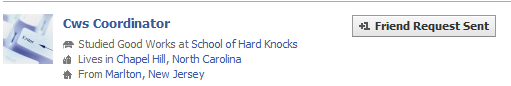 Cws Coordinator
+1 Friend Request Sent
Studied Good Works at School of Hard Knocks
Lives in Chapel Hill, North Carolina
From Marlton, New Jersey